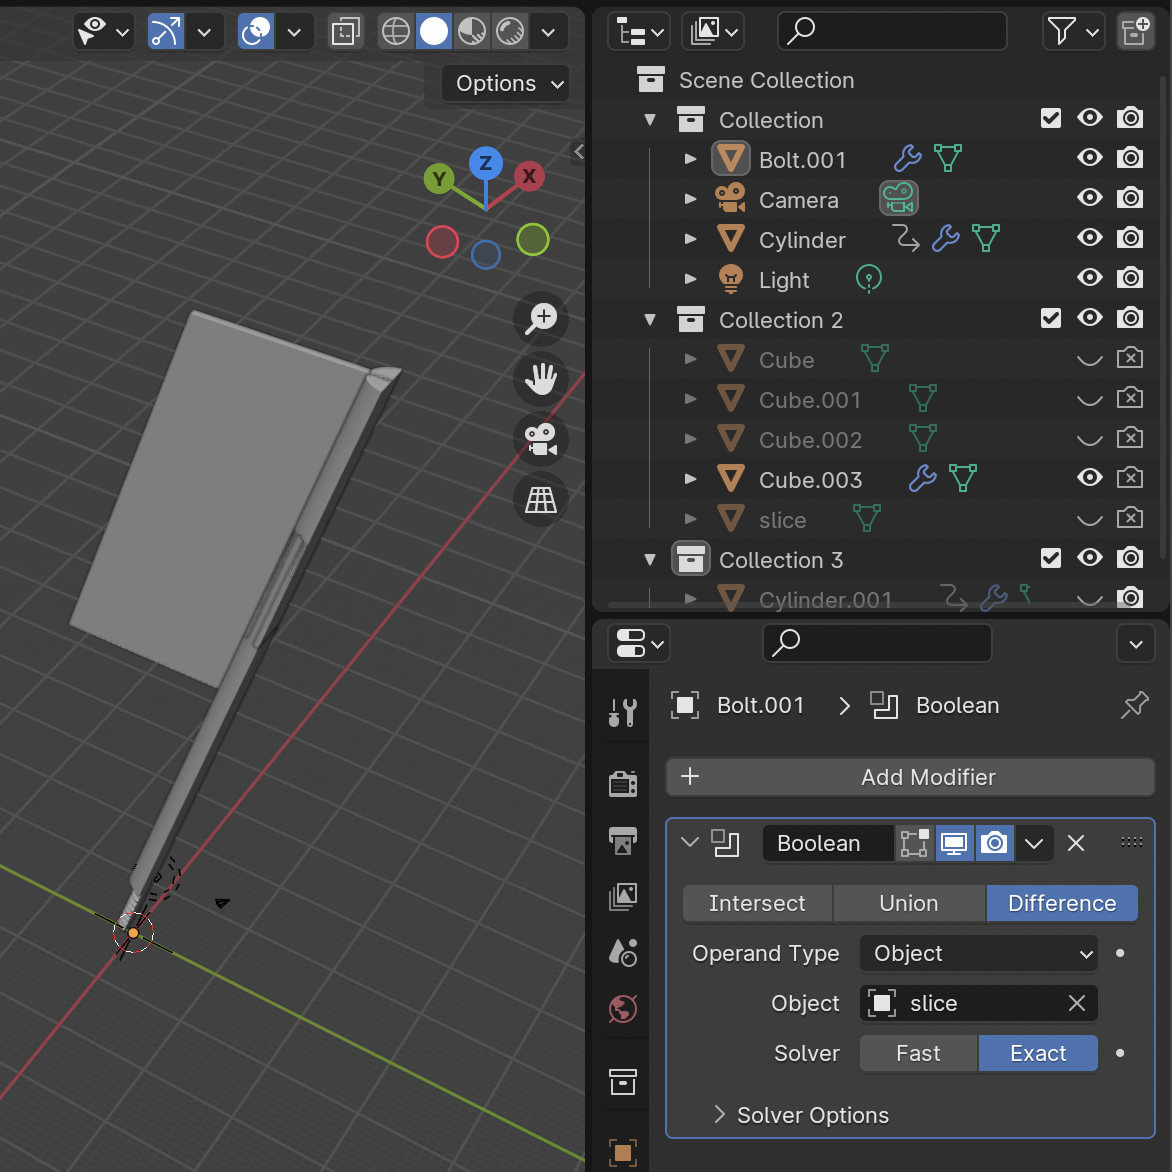 Options
Z
Y
X
Scene Collection
Collection
Bolt.001
Camera
Cylinder
Light
Collection 2
Cube
Cube.001
Cube.002
Cube.003
slice
Collection 3
Cylinder.001
Bolt.001 > Boolean
+ Add Modifier
Boolean
Intersect Union Difference
Operand Type Object
Object slice
Solver Fast Exact
Solver Options